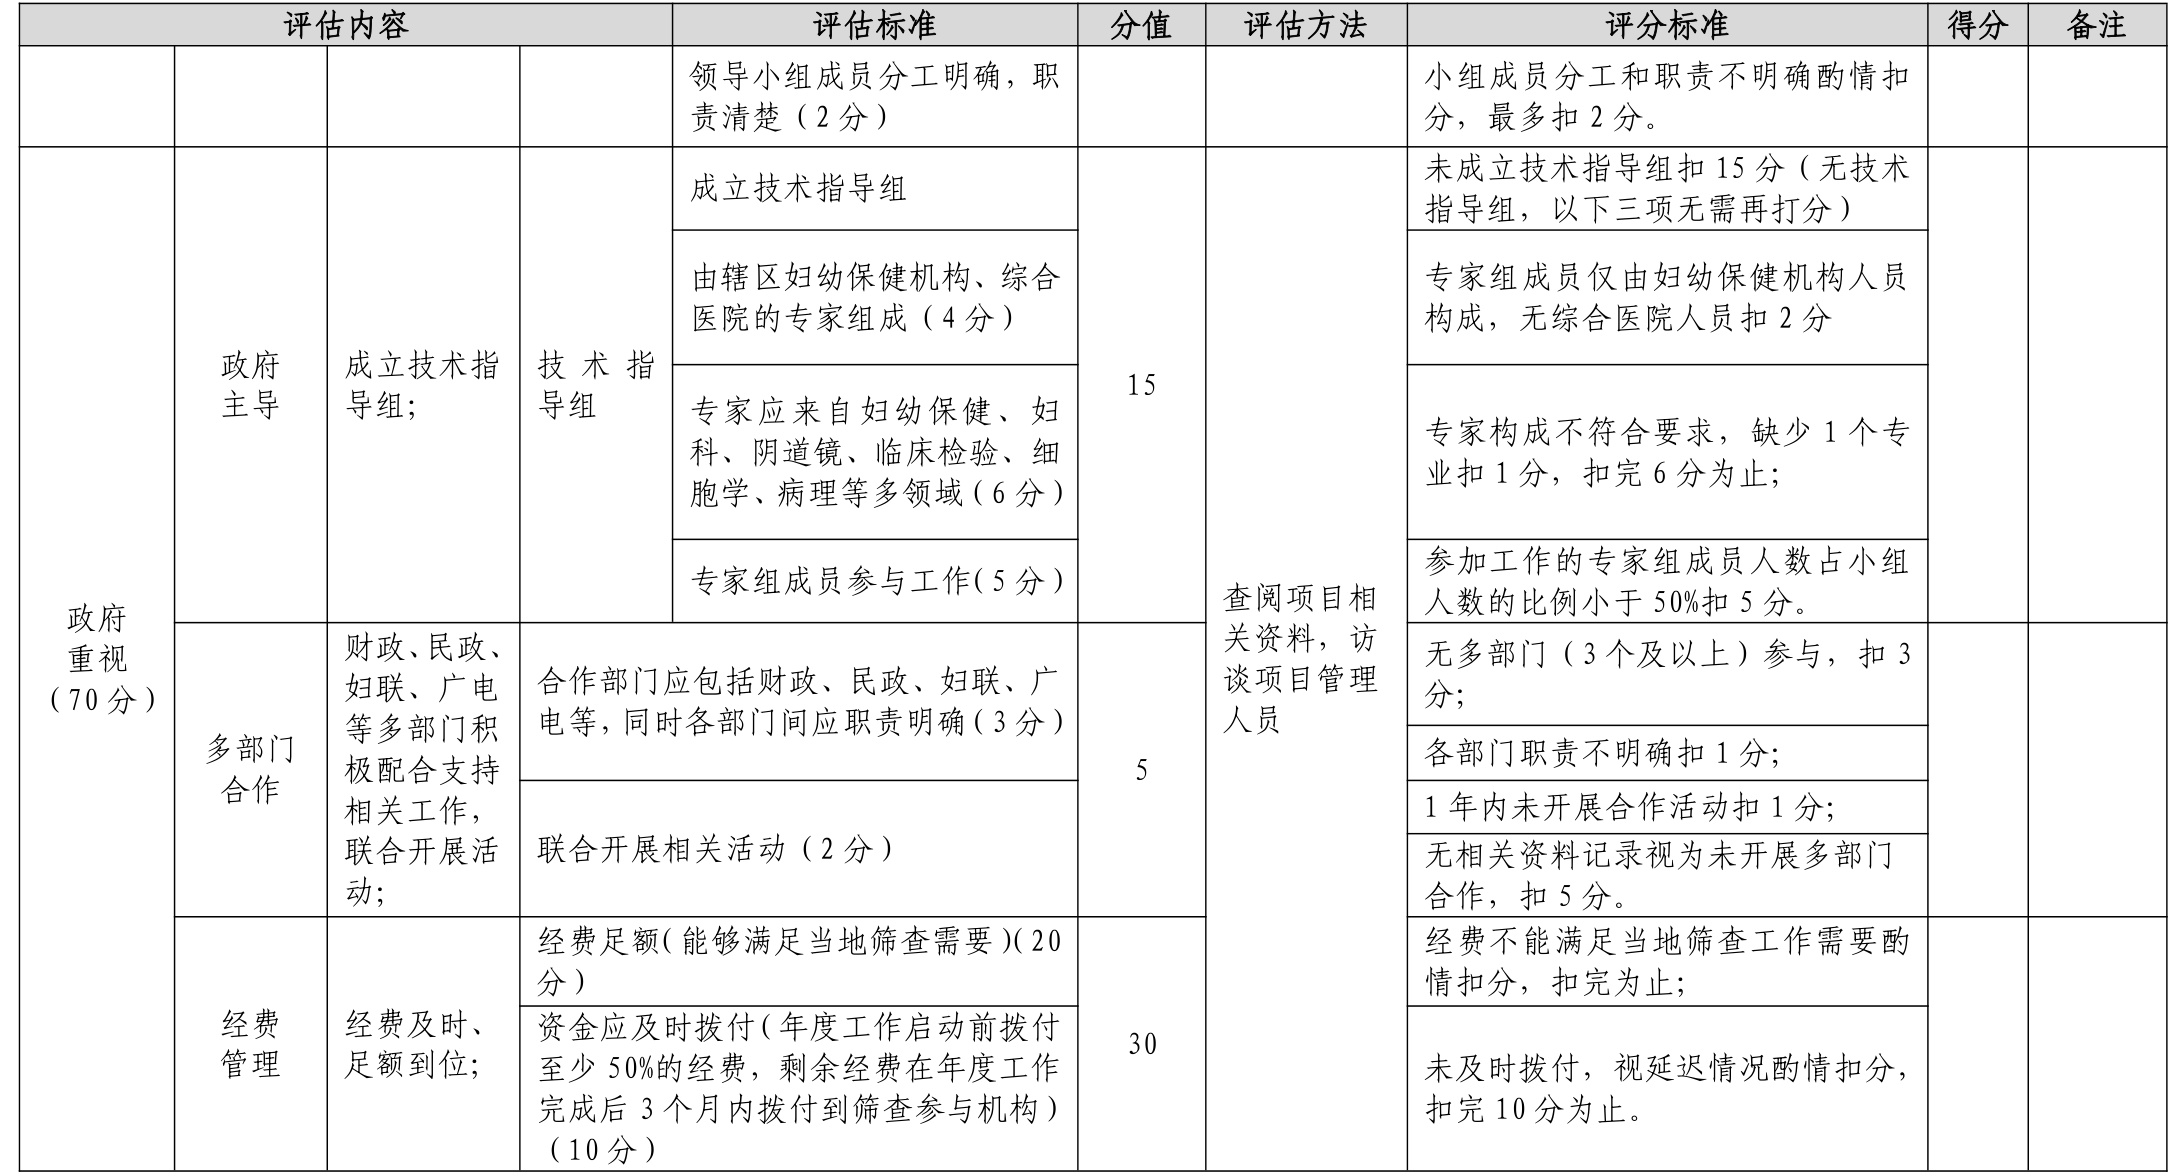 评估内容
评估标准
分值
评估方法
评分标准
得分
备注
领导小组成员分工明确，职
责清楚（2分）
小组成员分工和职责不明确酌情扣
分，最多扣 2 分。
政府
重视
（70 分）
政府
主导
成立技术指
导组；
技 术 指
导组
成立技术指导组
15
查阅项目相
关资料，访
谈项目管理
人员
未成立技术指导组扣 15 分（无技术
指导组，以下三项无需再打分）
由辖区妇幼保健机构、综合
医院的专家组成（4 分）
专家组成员仅由妇幼保健机构人员
构成，无综合医院人员扣 2 分
专家应来自妇幼保健、妇
科、阴道镜、临床检验、细
胞学、病理等多领域（6 分）
专家构成不符合要求，缺少 1 个专
业扣 1 分，扣完 6 分为止；
专家组成员参与工作（5 分）
参加工作的专家组成员人数占小组
人数的比例小于 50%扣 5 分。
多部门
合作
财政、民政、
妇联、广电
等多部门积
极配合支持
相关工作，
联合开展活
动；
合作部门应包括财政、民政、妇联、广
电等，同时各部门间应职责明确（3 分）
5
无多部门（3 个及以上）参与，扣 3
分；
各部门职责不明确扣 1 分；
联合开展相关活动（2 分）
1 年内未开展合作活动扣 1 分；
无相关资料记录视为未开展多部门
合作，扣 5 分。
经费
管理
经费及时、
足额到位；
经费足额（能够满足当地筛查需要）（20
分）
30
经费不能满足当地筛查工作需要酌
情扣分，扣完为止；
资金应及时拨付（年度工作启动前拨付
至少 50%的经费，剩余经费在年度工作
完成后 3 个月内拨付到筛查参与机构）
（10 分）
未及时拨付，视延迟情况酌情扣分，
扣完 10 分为止。